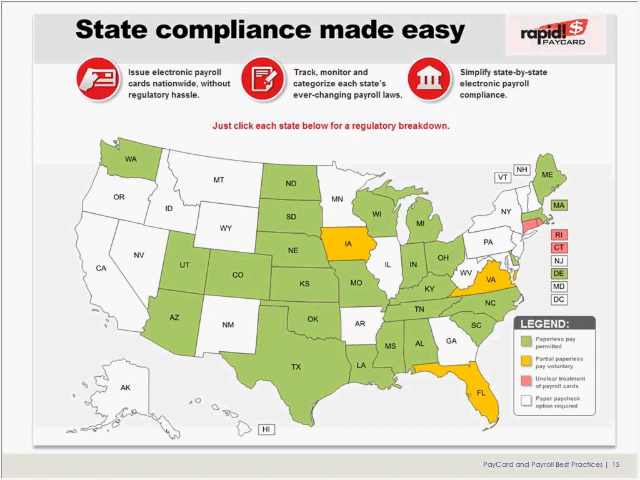 State compliance made easy
rapid! $
PAYCARD
Issue electronic payroll
cards nationwide, without
regulatory hassle.
Track, monitor and
categorize each state's
ever-changing payroll laws.
Simplify state-by-state
electronic payroll
compliance.
Just click each state below for a regulatory breakdown.
WA
MT
ND
MN
VT
NH
ME
OR
ID
WY
SD
WI
MI
NY
MA
RI
CT
NJ
DE
MD
DC
CA
NV
UT
CO
NE
KS
IA
MO
IL
IN
OH
PA
WV
VA
KY
NC
TN
SC
AZ
NM
OK
AR
MS
AL
GA
TX
LA
FL
AK
HI
LEGEND:
Paperless pay
permitted
Partial paperless
pay voluntary
Unclear treatment
of payroll cards
Paper paycheck
option required
PayCard and Payroll Best Practices | 15